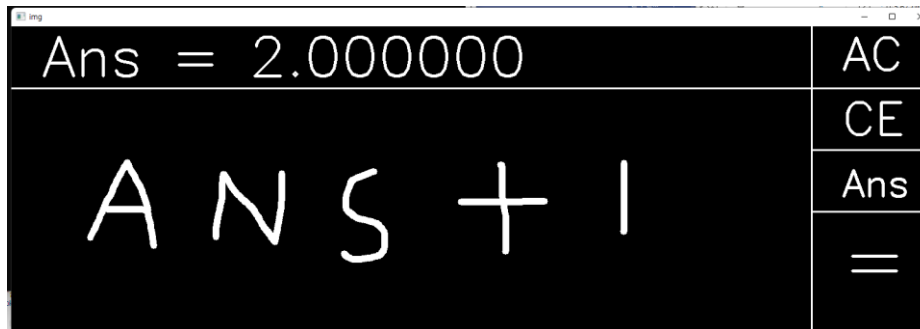 img
Ans = 2.000000
AC
CE
Ans
=
ANS + 1